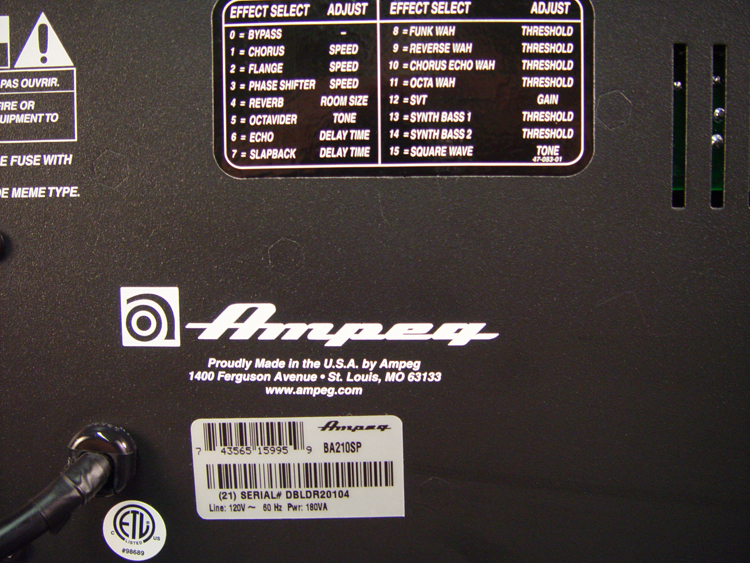 EFFECT SELECT ADJUST EFFECT SELECT ADJUST
0 = BYPASS – 8 = FUNK WAH THRESHOLD
1 = CHORUS SPEED 9 = REVERSE WAH THRESHOLD
2 = FLANGE SPEED 10 = CHORUS ECHO WAH THRESHOLD
3 = PHASE SHIFTER SPEED 11 = OCTA WAH THRESHOLD
4 = REVERB ROOM SIZE 12 = SVT GAIN
5 = OCTAVIDER TONE 13 = SYNTH BASS 1 THRESHOLD
6 = ECHO DELAY TIME 14 = SYNTH BASS 2 THRESHOLD
7 = SLAPBACK DELAY TIME 15 = SQUARE WAVE TONE
47-083-01
PAS OUVRIR.
FIRE OR
QUIPMENT TO
E FUSE WITH
DE MEME TYPE.
Ampeg
Proudly Made in the U.S.A. by Ampeg
1400 Ferguson Avenue • St. Louis, MO 63133
www.ampeg.com
Ampeg
7 43565 15995 9 BA210SP
(21) SERIAL# DBLDR20104
Line: 120V ~ 60 Hz Pwr: 180VA
ETL
C LISTED US
#98689